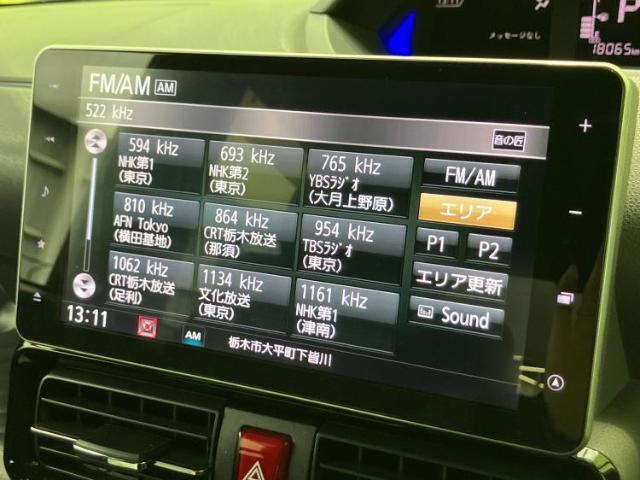 メッセージなし
P
18065km
FM/AM AM
522 kHz
音の匠
594 kHz
NHK第1
(東京)
693 kHz
NHK第2
(東京)
765 kHz
YBSラジオ
(大月上野原)
FM/AM
エリア
810 kHz
AFN Tokyo
(横田基地)
864 kHz
CRT栃木放送
(那須)
954 kHz
TBSラジオ
(東京)
P1
P2
エリア更新
1062 kHz
CRT栃木放送
(足利)
1134 kHz
文化放送
(東京)
1161 kHz
NHK第1
(津南)
Sound
13:11
AM
栃木市大平町下皆川